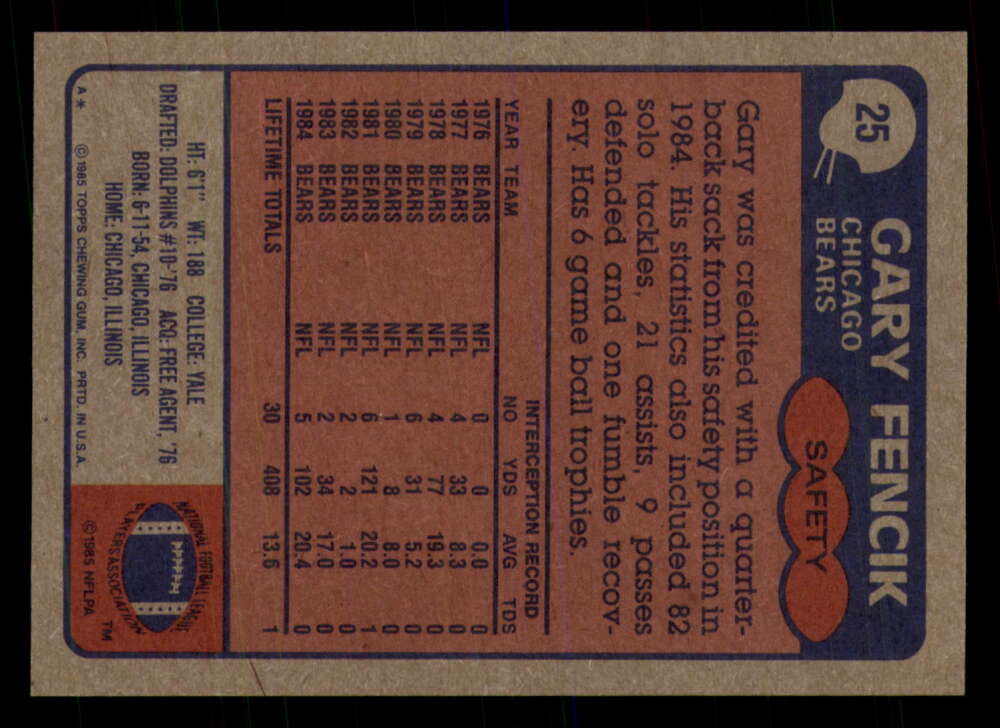 25
GARY FENCIK
CHICAGO
BEARS
SAFETY
Gary was credited with a quarter-
back sack from his safety position in
1984. His statistics also included 82
solo tackles, 21 assists, 9 passes
defended and one fumble recov-
ery. Has 6 game ball trophies.
INTERCEPTION RECORD
YEAR TEAM NO YDS AVG TDS
1976 BEARS NFL 0 0 0.0 0
1977 BEARS NFL 4 33 8.3 0
1978 BEARS NFL 4 77 19.3 0
1979 BEARS NFL 6 31 5.2 0
1980 BEARS NFL 1 8 8.0 0
1981 BEARS NFL 6 121 20.2 1
1982 BEARS NFL 2 2 1.0 0
1983 BEARS NFL 2 34 17.0 0
1984 BEARS NFL 5 102 20.4 0
LIFETIME TOTALS 30 408 13.6 1
HT: 6'1" WT: 188 COLLEGE: YALE
DRAFTED: DOLPHINS #10-'76 ACQ: FREE AGENT, '76
BORN: 6-11-54, CHICAGO, ILLINOIS
HOME: CHICAGO, ILLINOIS
A* © 1985 TOPPS CHEWING GUM, INC. PRTD. IN U.S.A.
NATIONAL FOOTBALL LEAGUE
PLAYERS ASSOCIATION
TM
© 1985 NFLPA